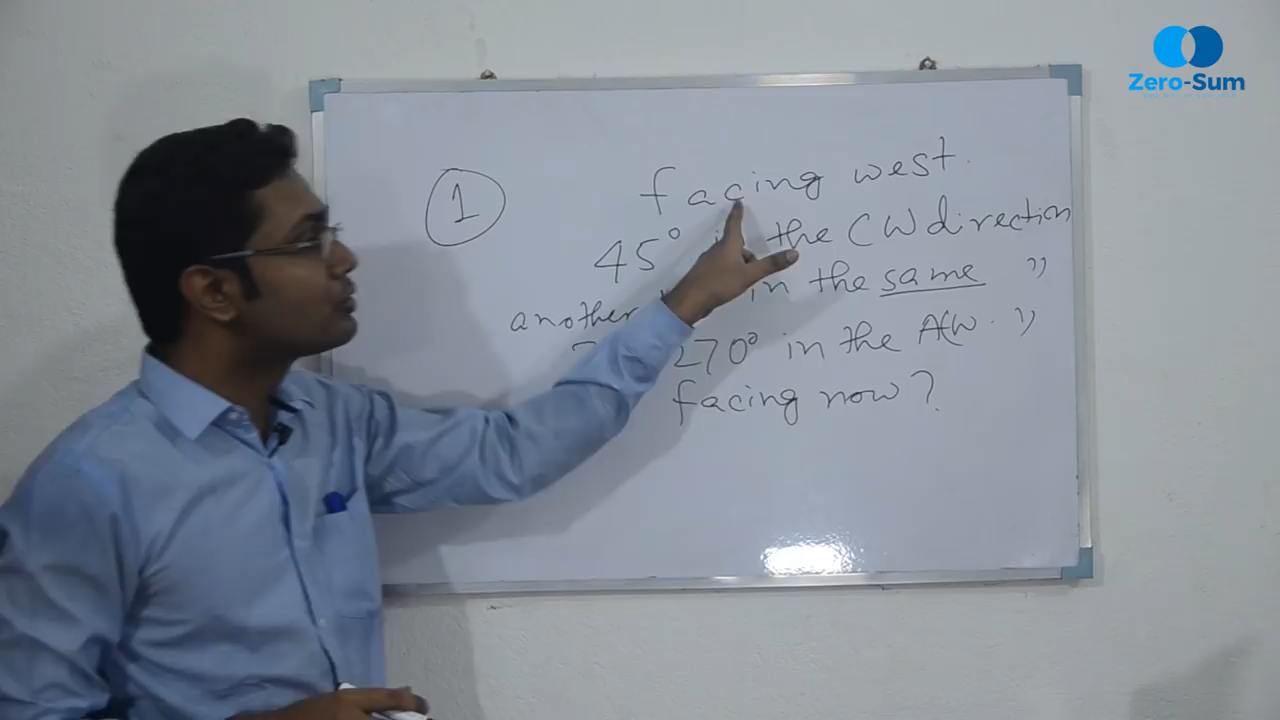 Zero-Sum
1
facing west.
45° in the CW direction
another in the same "
270° in the ACW. "
facing now?